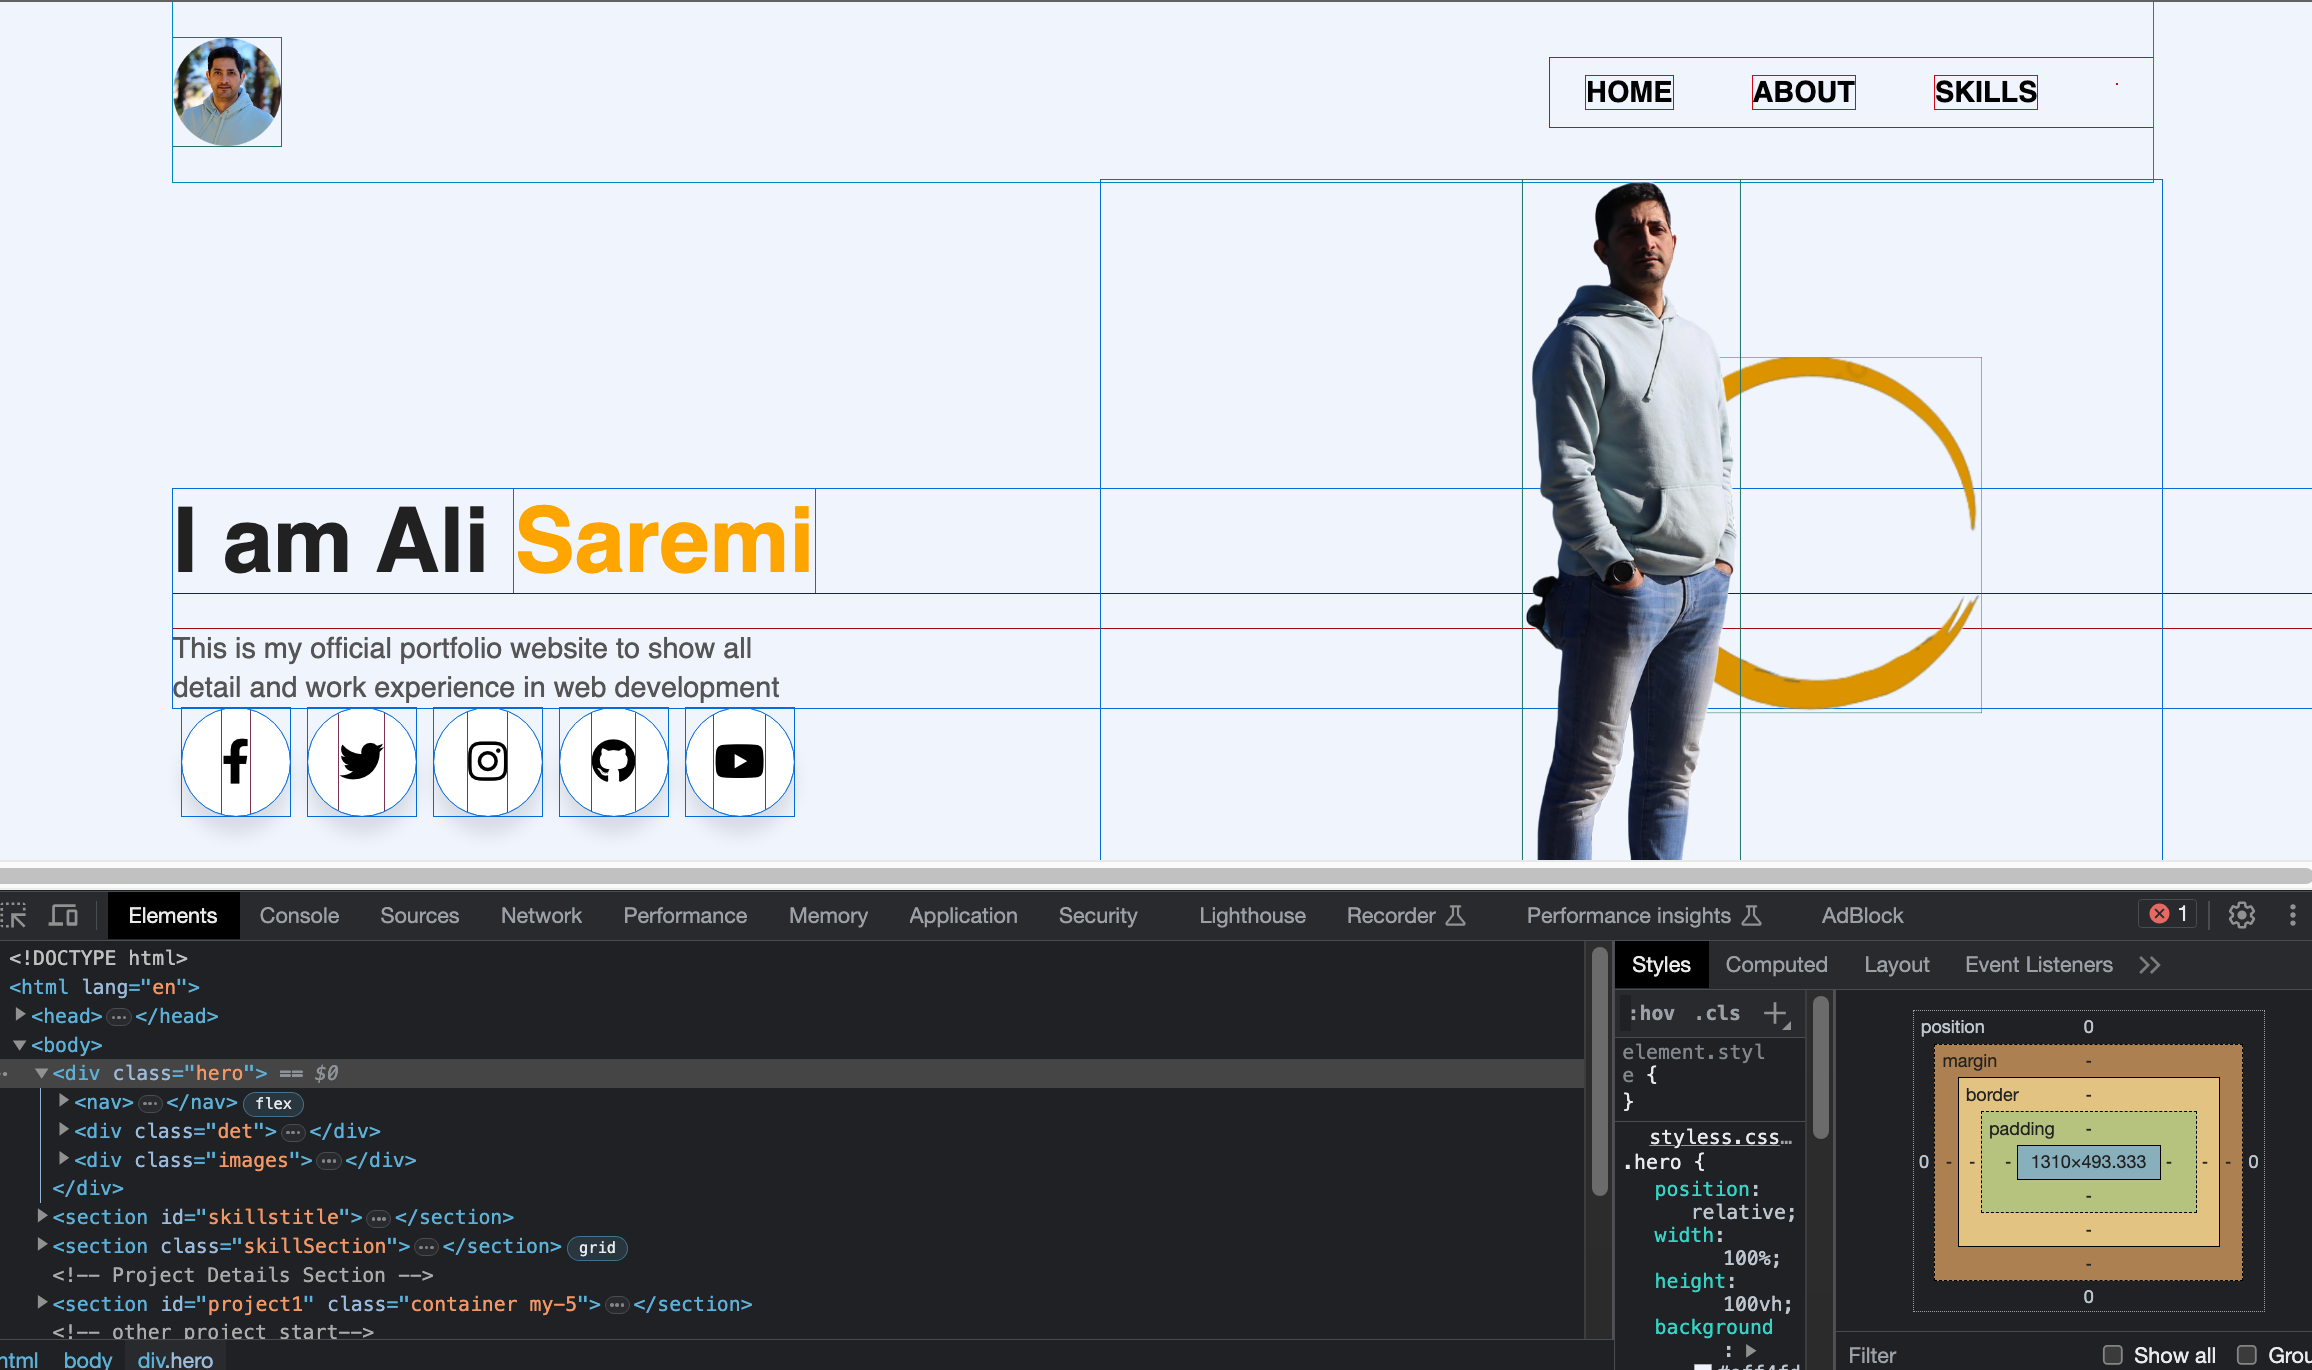 HOME ABOUT SKILLS
I am Ali Saremi
This is my official portfolio website to show all
detail and work experience in web development
Elements Console Sources Network Performance Memory Application Security Lighthouse Recorder Performance insights AdBlock 1
<!DOCTYPE html>
<html lang="en">
<head> … </head>
<body>
<div class="hero"> == $0
<nav> … </nav> flex
<div class="det"> … </div>
<div class="images"> … </div>
</div>
<section id="skillstitle"> … </section>
<section class="skillSection"> … </section> grid
<!-- Project Details Section -->
<section id="project1" class="container my-5"> … </section>
<!-- other project start-->
html body div.hero
Styles Computed Layout Event Listeners
:hov .cls
element.styl
e {
}
styless.css…
.hero {
position:
relative;
width:
100%;
height:
100vh;
background
:
position 0
margin -
border -
padding -
0 - - - 1310×493.333 - - - 0
-
-
-
0
Filter Show all